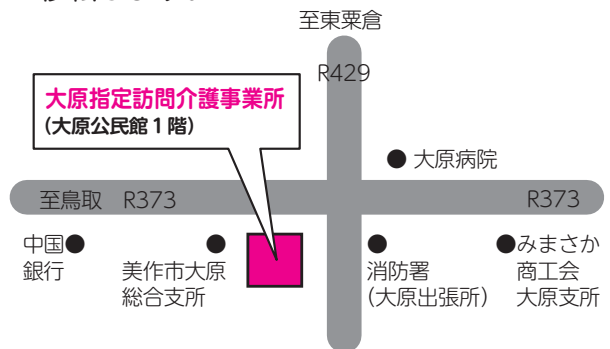 至東粟倉
R429
大原指定訪問介護事業所
(大原公民館1階)
大原病院
至鳥取 R373
R373
中国
銀行
美作市大原
総合支所
消防署
(大原出張所)
みまさか
商工会
大原支所